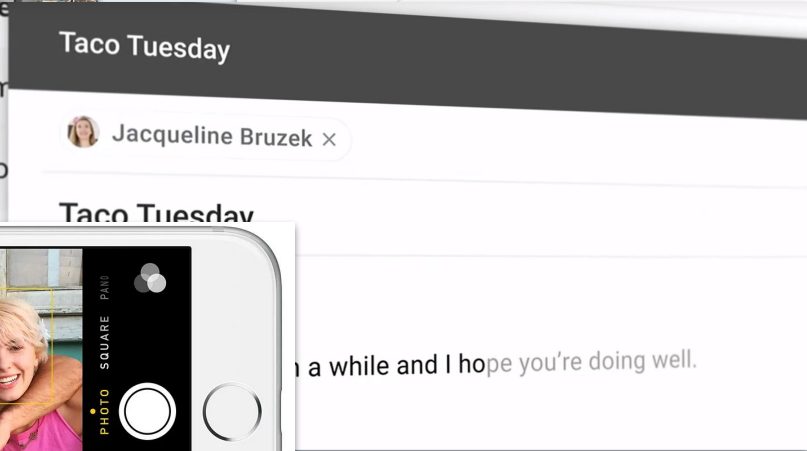 Taco Tuesday
Jacqueline Bruzek ×
Taco Tuesday
a while and I hope you're doing well.
PANO
SQUARE
PHOTO